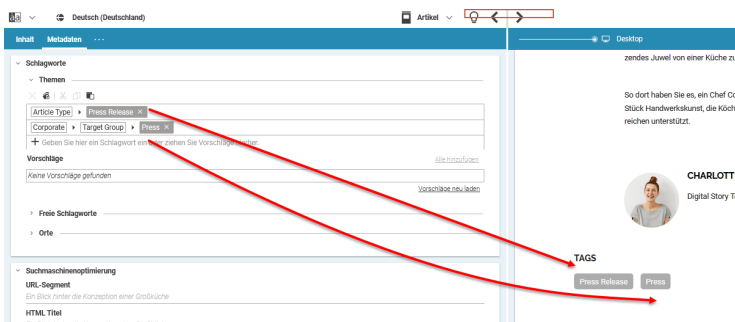 āa Deutsch (Deutschland) Artikel
Inhalt Metadaten ··· Desktop
Schlagworte
Themen
Article Type Press Release ×
Corporate Target Group Press ×
Geben Sie hier ein Schlagwort ein oder ziehen Sie Vorschläge hierher.
Vorschläge Alle hinzufügen
Keine Vorschläge gefunden
Vorschläge neu laden
Freie Schlagworte
Orte
Suchmaschinenoptimierung
URL-Segment
Ein Blick hinter die Konzeption einer Großküche
HTML Titel
zendes Juwel von einer Küche zu
So dort haben Sie es, ein Chef Co
Stück Handwerkskunst, die Köch
reichen unterstützt.
CHARLOTT
Digital Story T
TAGS
Press Release Press